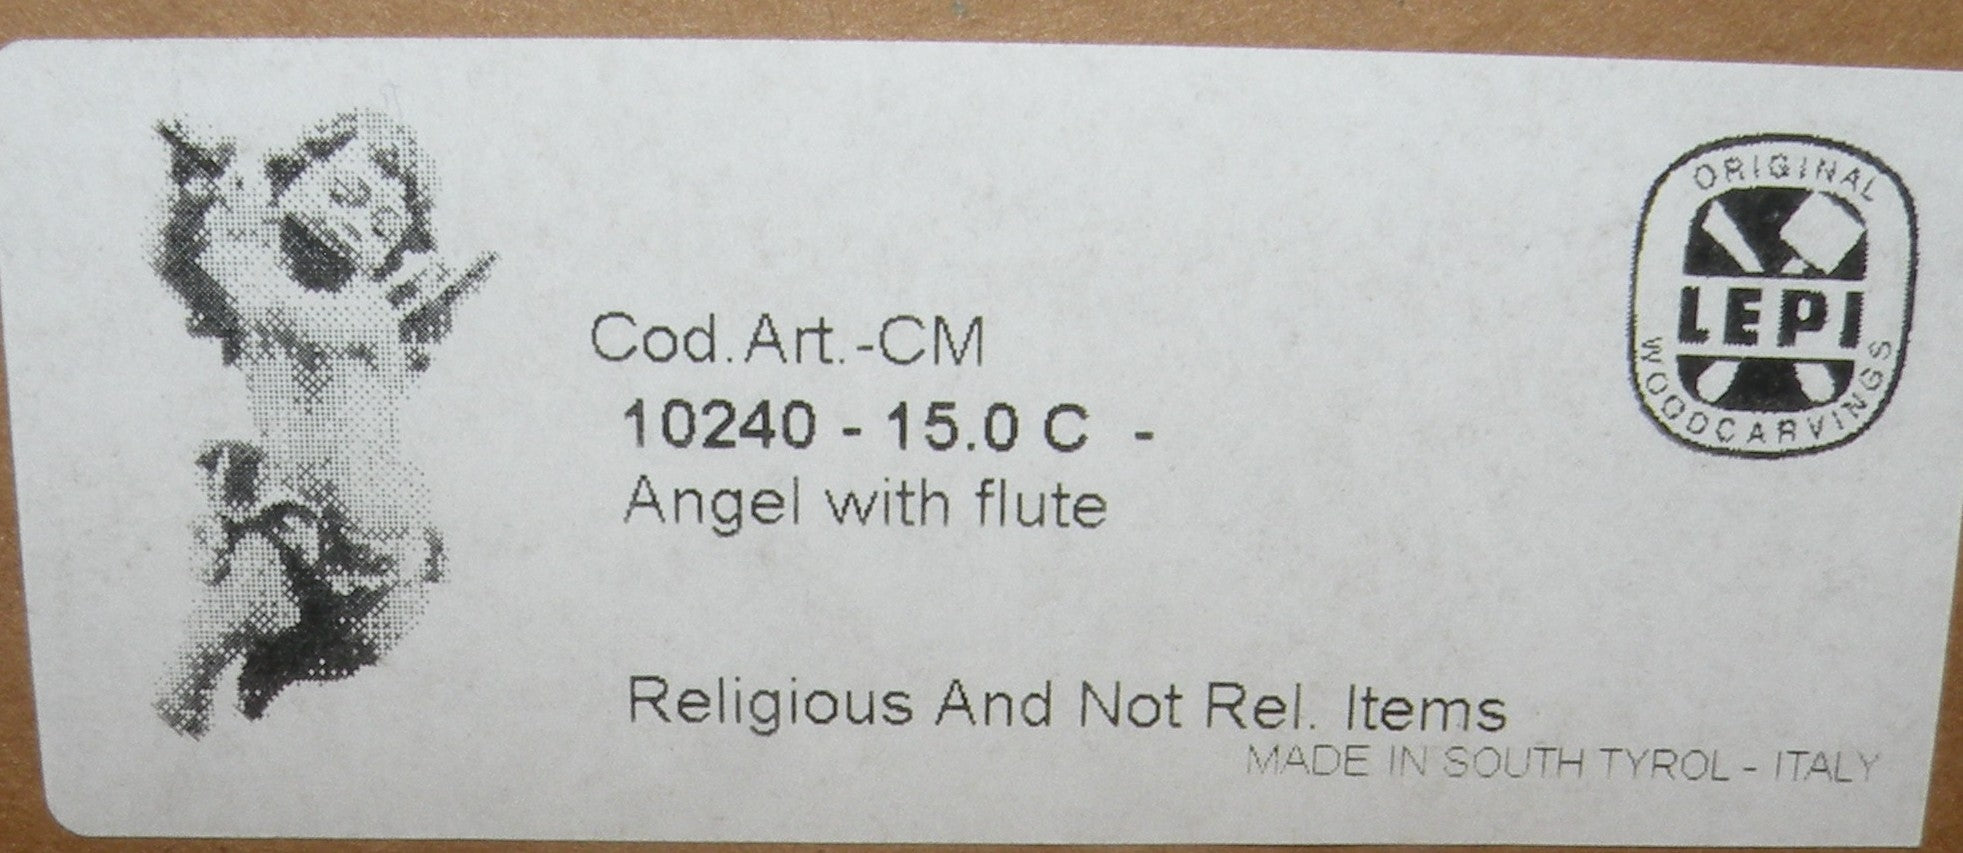 ORIGINAL
LEPI
WOODCARVINGS
Cod.Art.-CM
10240 - 15.0 C -
Angel with flute
Religious And Not Rel. Items
MADE IN SOUTH TYROL - ITALY